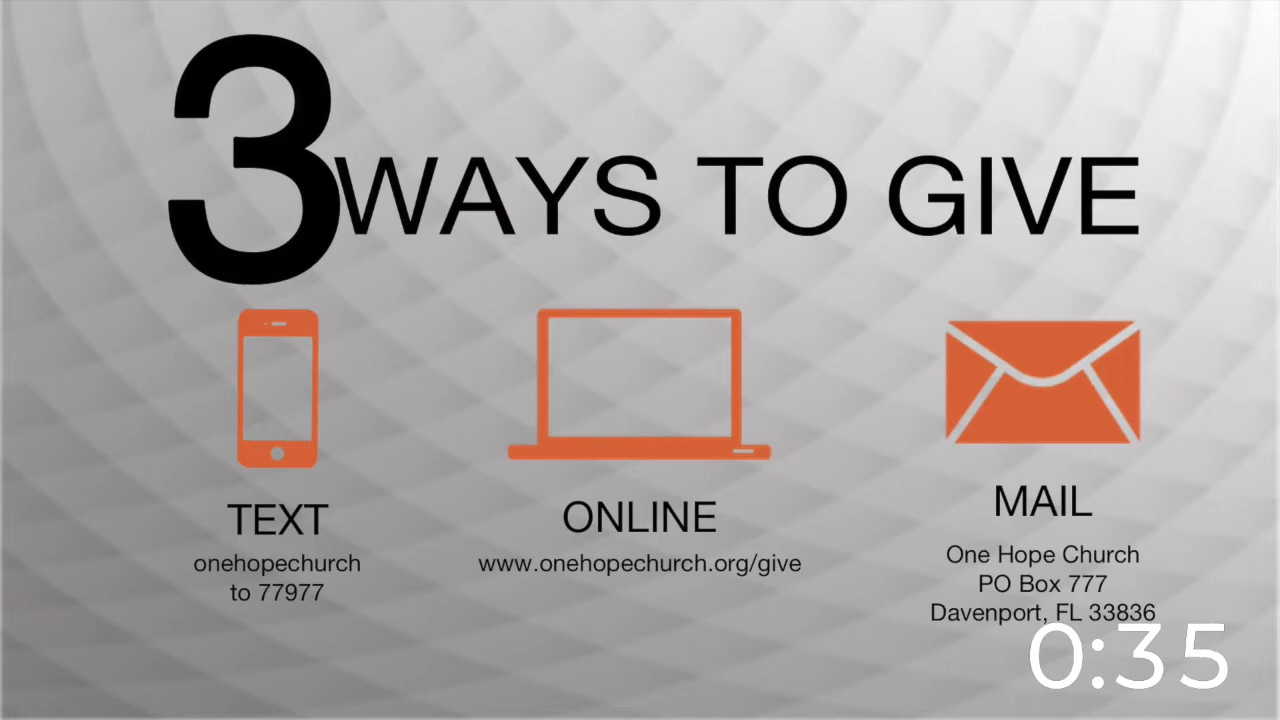 3 WAYS TO GIVE
TEXT
onehopechurch
to 77977
ONLINE
www.onehopechurch.org/give
MAIL
One Hope Church
PO Box 777
Davenport, FL 33836
0:35